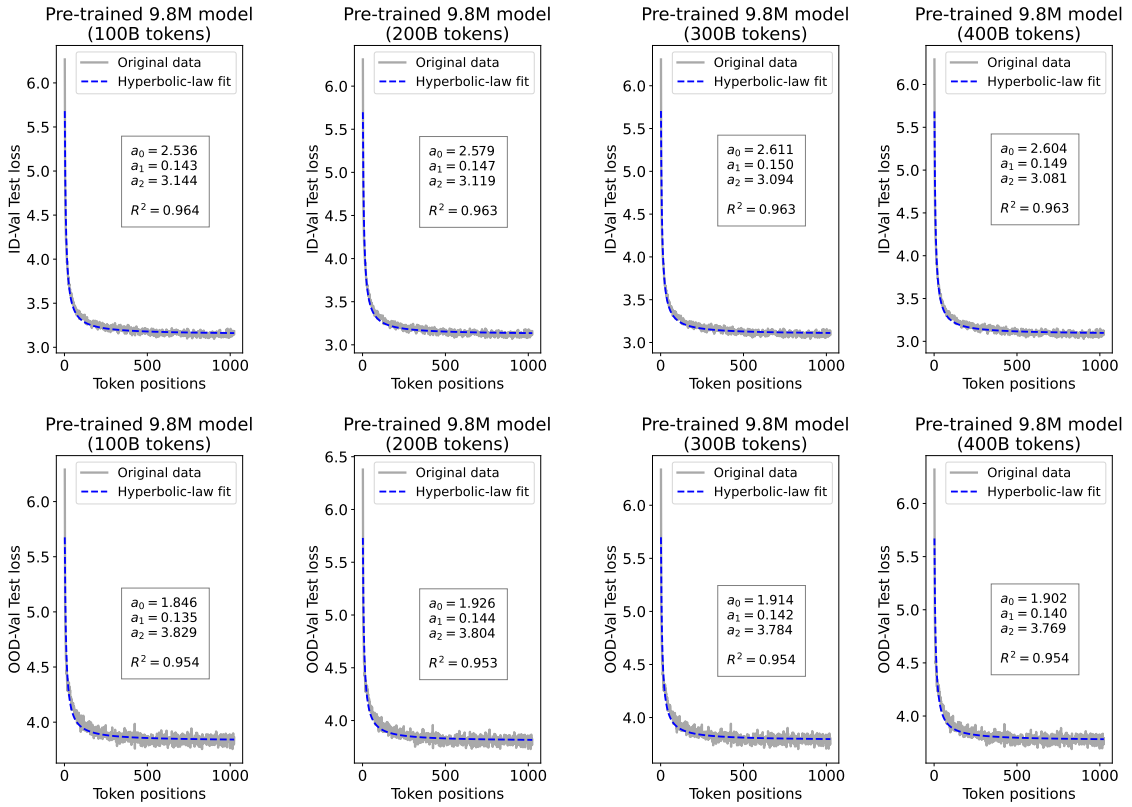 Pre-trained 9.8M model
(100B tokens)
ID-Val Test loss
6.0
5.5
5.0
4.5
4.0
3.5
3.0
Original data
Hyperbolic-law fit
a₀ = 2.536
a₁ = 0.143
a₂ = 3.144
R² = 0.964
0 500 1000
Token positions
Pre-trained 9.8M model
(200B tokens)
ID-Val Test loss
6.0
5.5
5.0
4.5
4.0
3.5
3.0
Original data
Hyperbolic-law fit
a₀ = 2.579
a₁ = 0.147
a₂ = 3.119
R² = 0.963
0 500 1000
Token positions
Pre-trained 9.8M model
(300B tokens)
ID-Val Test loss
6.0
5.5
5.0
4.5
4.0
3.5
3.0
Original data
Hyperbolic-law fit
a₀ = 2.611
a₁ = 0.150
a₂ = 3.094
R² = 0.963
0 500 1000
Token positions
Pre-trained 9.8M model
(400B tokens)
ID-Val Test loss
6.0
5.5
5.0
4.5
4.0
3.5
3.0
Original data
Hyperbolic-law fit
a₀ = 2.604
a₁ = 0.149
a₂ = 3.081
R² = 0.963
0 500 1000
Token positions
Pre-trained 9.8M model
(100B tokens)
OOD-Val Test loss
6.0
5.5
5.0
4.5
4.0
Original data
Hyperbolic-law fit
a₀ = 1.846
a₁ = 0.135
a₂ = 3.829
R² = 0.954
0 500 1000
Token positions
Pre-trained 9.8M model
(200B tokens)
OOD-Val Test loss
6.5
6.0
5.5
5.0
4.5
4.0
Original data
Hyperbolic-law fit
a₀ = 1.926
a₁ = 0.144
a₂ = 3.804
R² = 0.953
0 500 1000
Token positions
Pre-trained 9.8M model
(300B tokens)
OOD-Val Test loss
6.0
5.5
5.0
4.5
4.0
Original data
Hyperbolic-law fit
a₀ = 1.914
a₁ = 0.142
a₂ = 3.784
R² = 0.954
0 500 1000
Token positions
Pre-trained 9.8M model
(400B tokens)
OOD-Val Test loss
6.0
5.5
5.0
4.5
4.0
Original data
Hyperbolic-law fit
a₀ = 1.902
a₁ = 0.140
a₂ = 3.769
R² = 0.954
0 500 1000
Token positions